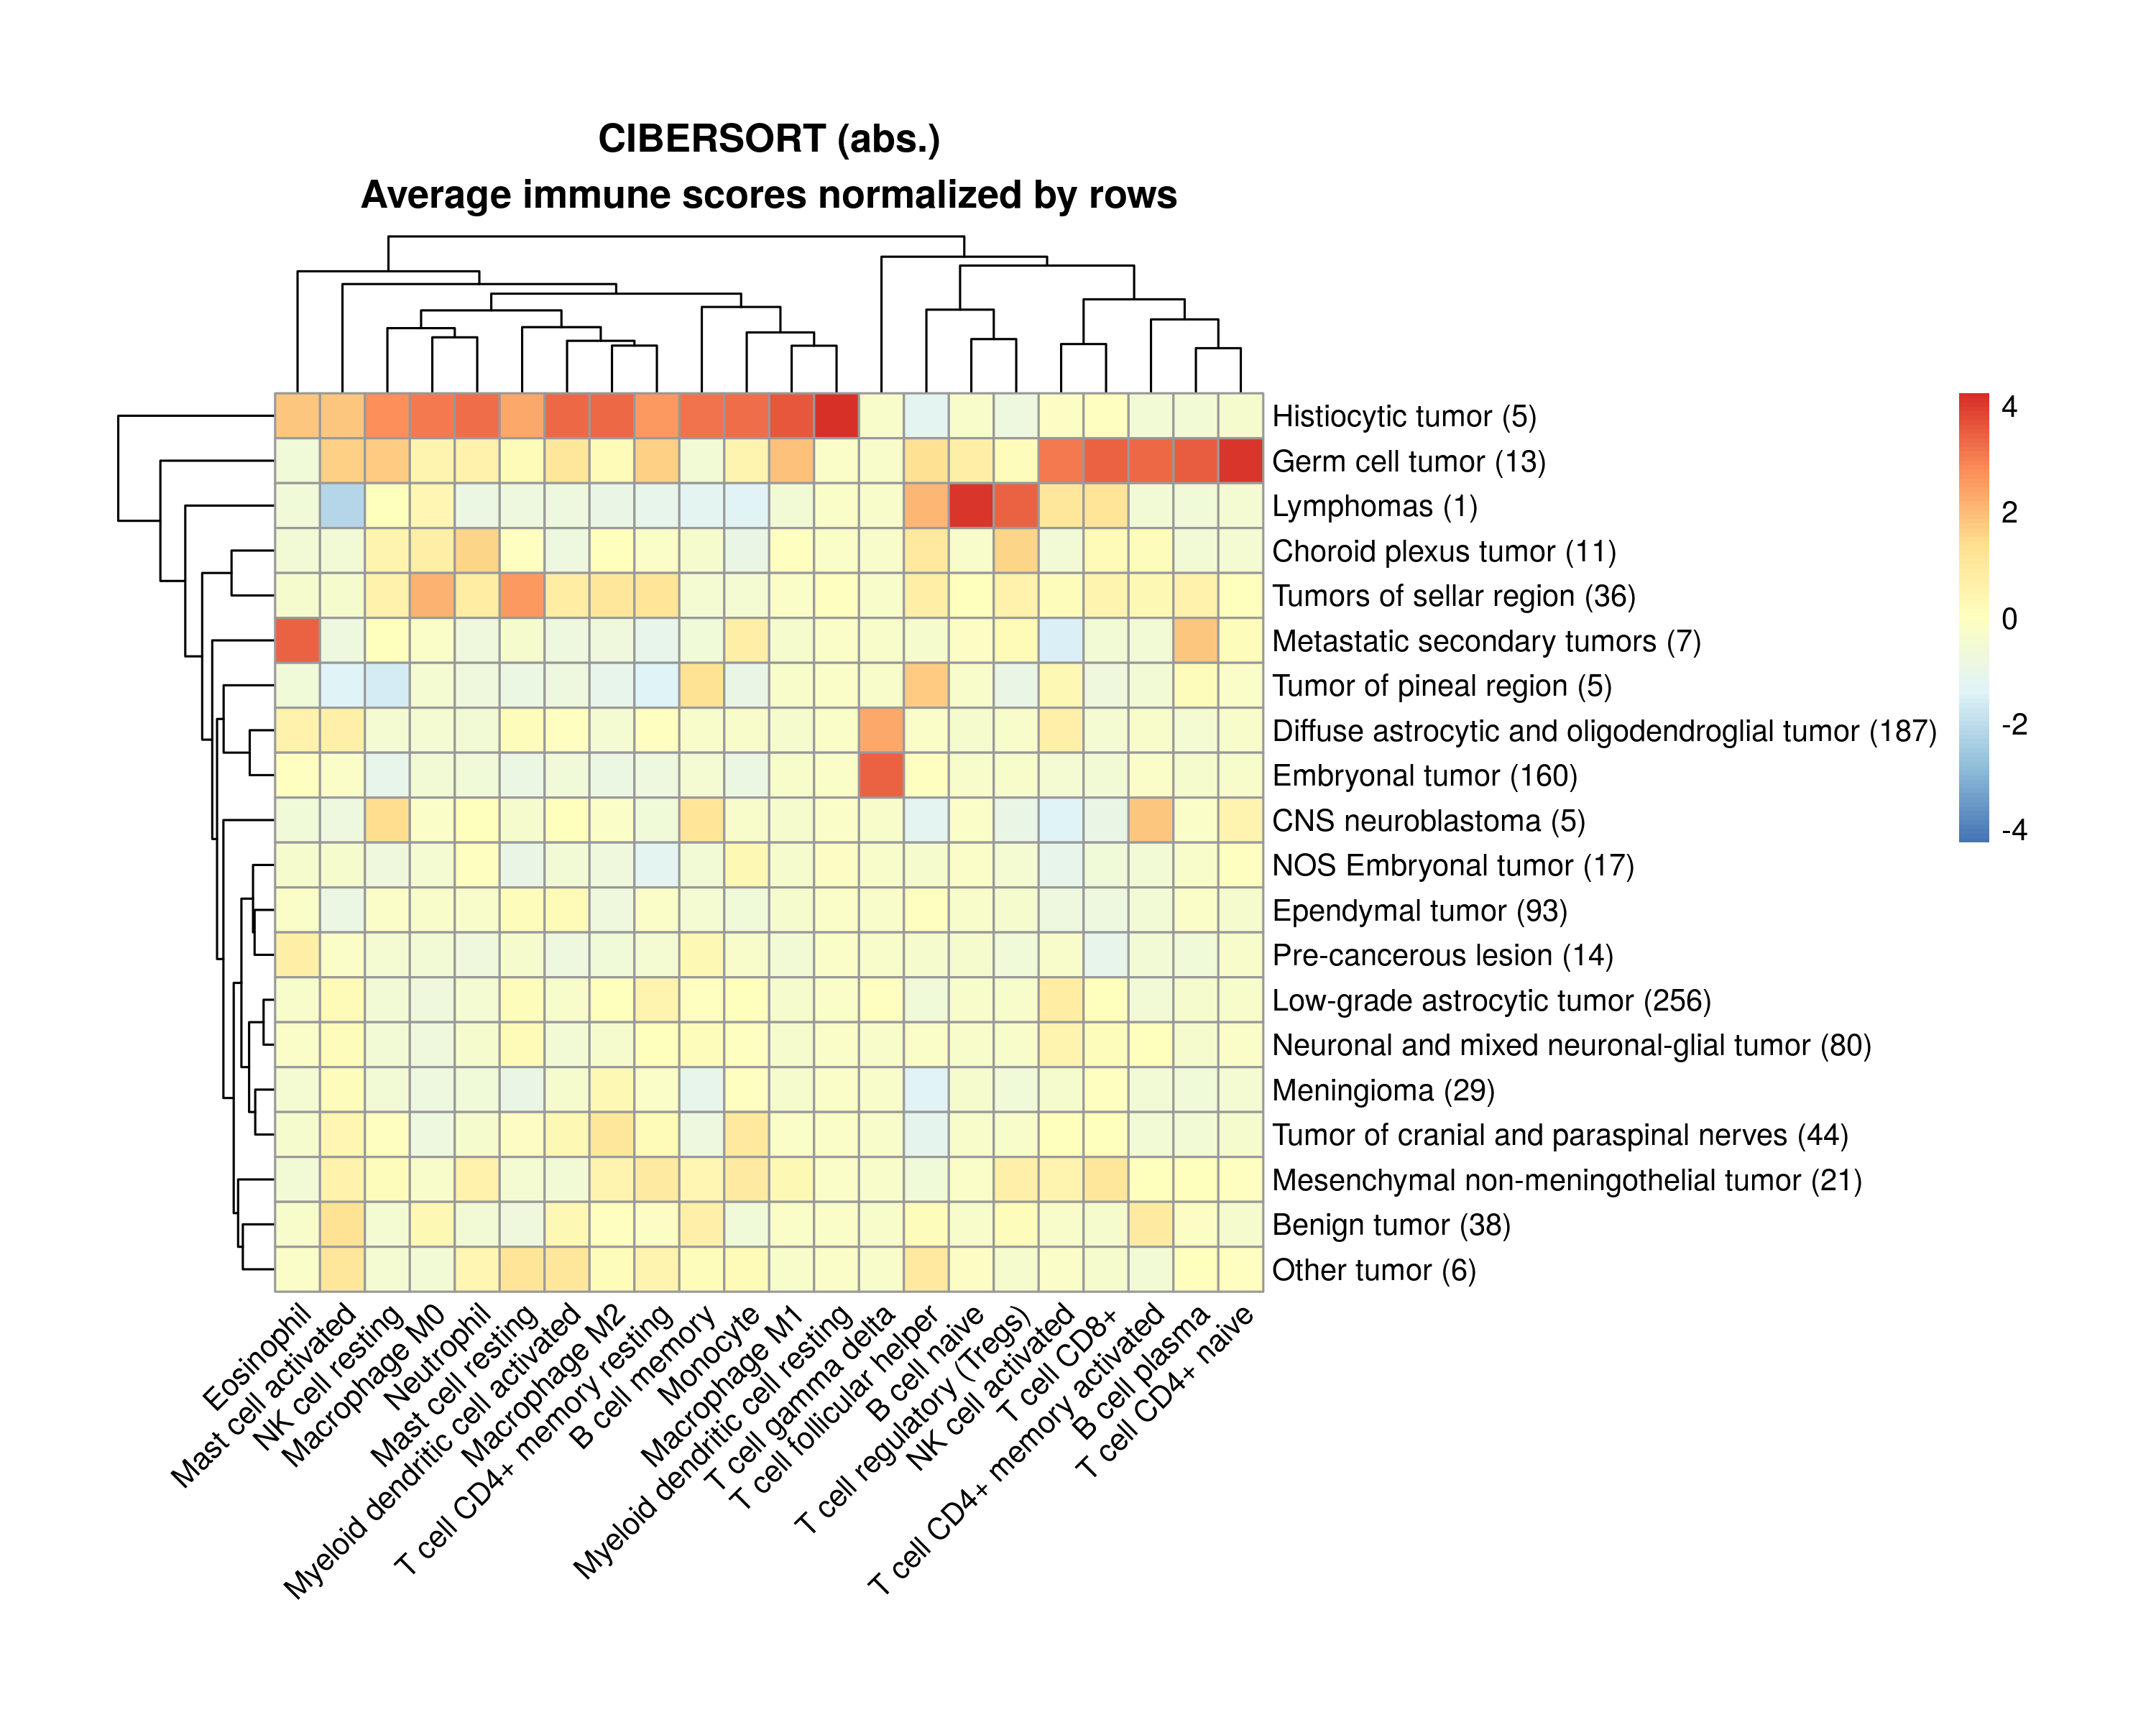 CIBERSORT (abs.)
Average immune scores normalized by rows
Histiocytic tumor (5)
Germ cell tumor (13)
Lymphomas (1)
Choroid plexus tumor (11)
Tumors of sellar region (36)
Metastatic secondary tumors (7)
Tumor of pineal region (5)
Diffuse astrocytic and oligodendroglial tumor (187)
Embryonal tumor (160)
CNS neuroblastoma (5)
NOS Embryonal tumor (17)
Ependymal tumor (93)
Pre-cancerous lesion (14)
Low-grade astrocytic tumor (256)
Neuronal and mixed neuronal-glial tumor (80)
Meningioma (29)
Tumor of cranial and paraspinal nerves (44)
Mesenchymal non-meningothelial tumor (21)
Benign tumor (38)
Other tumor (6)
4
2
0
-2
-4
Eosinophil
Mast cell activated
NK cell resting
Macrophage M0
Neutrophil
Mast cell resting
Myeloid dendritic cell activated
Macrophage M2
T cell CD4+ memory resting
B cell memory
Monocyte
Macrophage M1
Myeloid dendritic cell resting
T cell gamma delta
T cell follicular helper
B cell naive
T cell regulatory (Tregs)
NK cell activated
T cell CD8+
T cell CD4+ memory activated
B cell plasma
T cell CD4+ naive